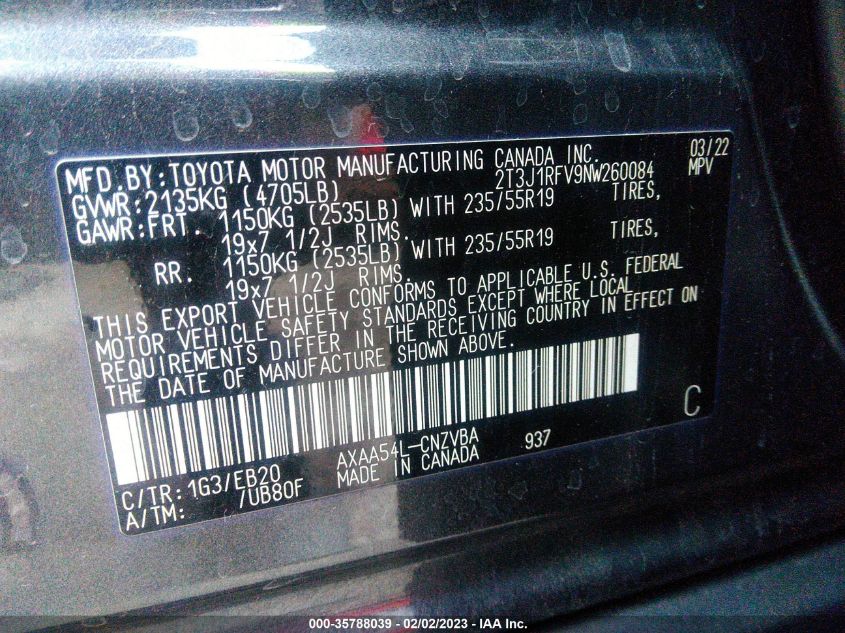 MFD.BY:TOYOTA MOTOR MANUFACTURING CANADA INC. 03/22
GVWR:2135KG (4705LB) 2T3J1RFV9NW260084 MPV
GAWR:FRT. 1150KG (2535LB) WITH 235/55R19 TIRES,
19x7 1/2J RIMS.
RR. 1150KG (2535LB) WITH 235/55R19 TIRES,
19x7 1/2J RIMS.
THIS EXPORT VEHICLE CONFORMS TO APPLICABLE U.S. FEDERAL
MOTOR VEHICLE SAFETY STANDARDS EXCEPT WHERE LOCAL
REQUIREMENTS DIFFER IN THE RECEIVING COUNTRY IN EFFECT ON
THE DATE OF MANUFACTURE SHOWN ABOVE.
C
C/TR:1G3/EB20 AXAA54L-CNZVBA 937
A/TM: /UB80F MADE IN CANADA
000-35788039 - 02/02/2023 - IAA Inc.